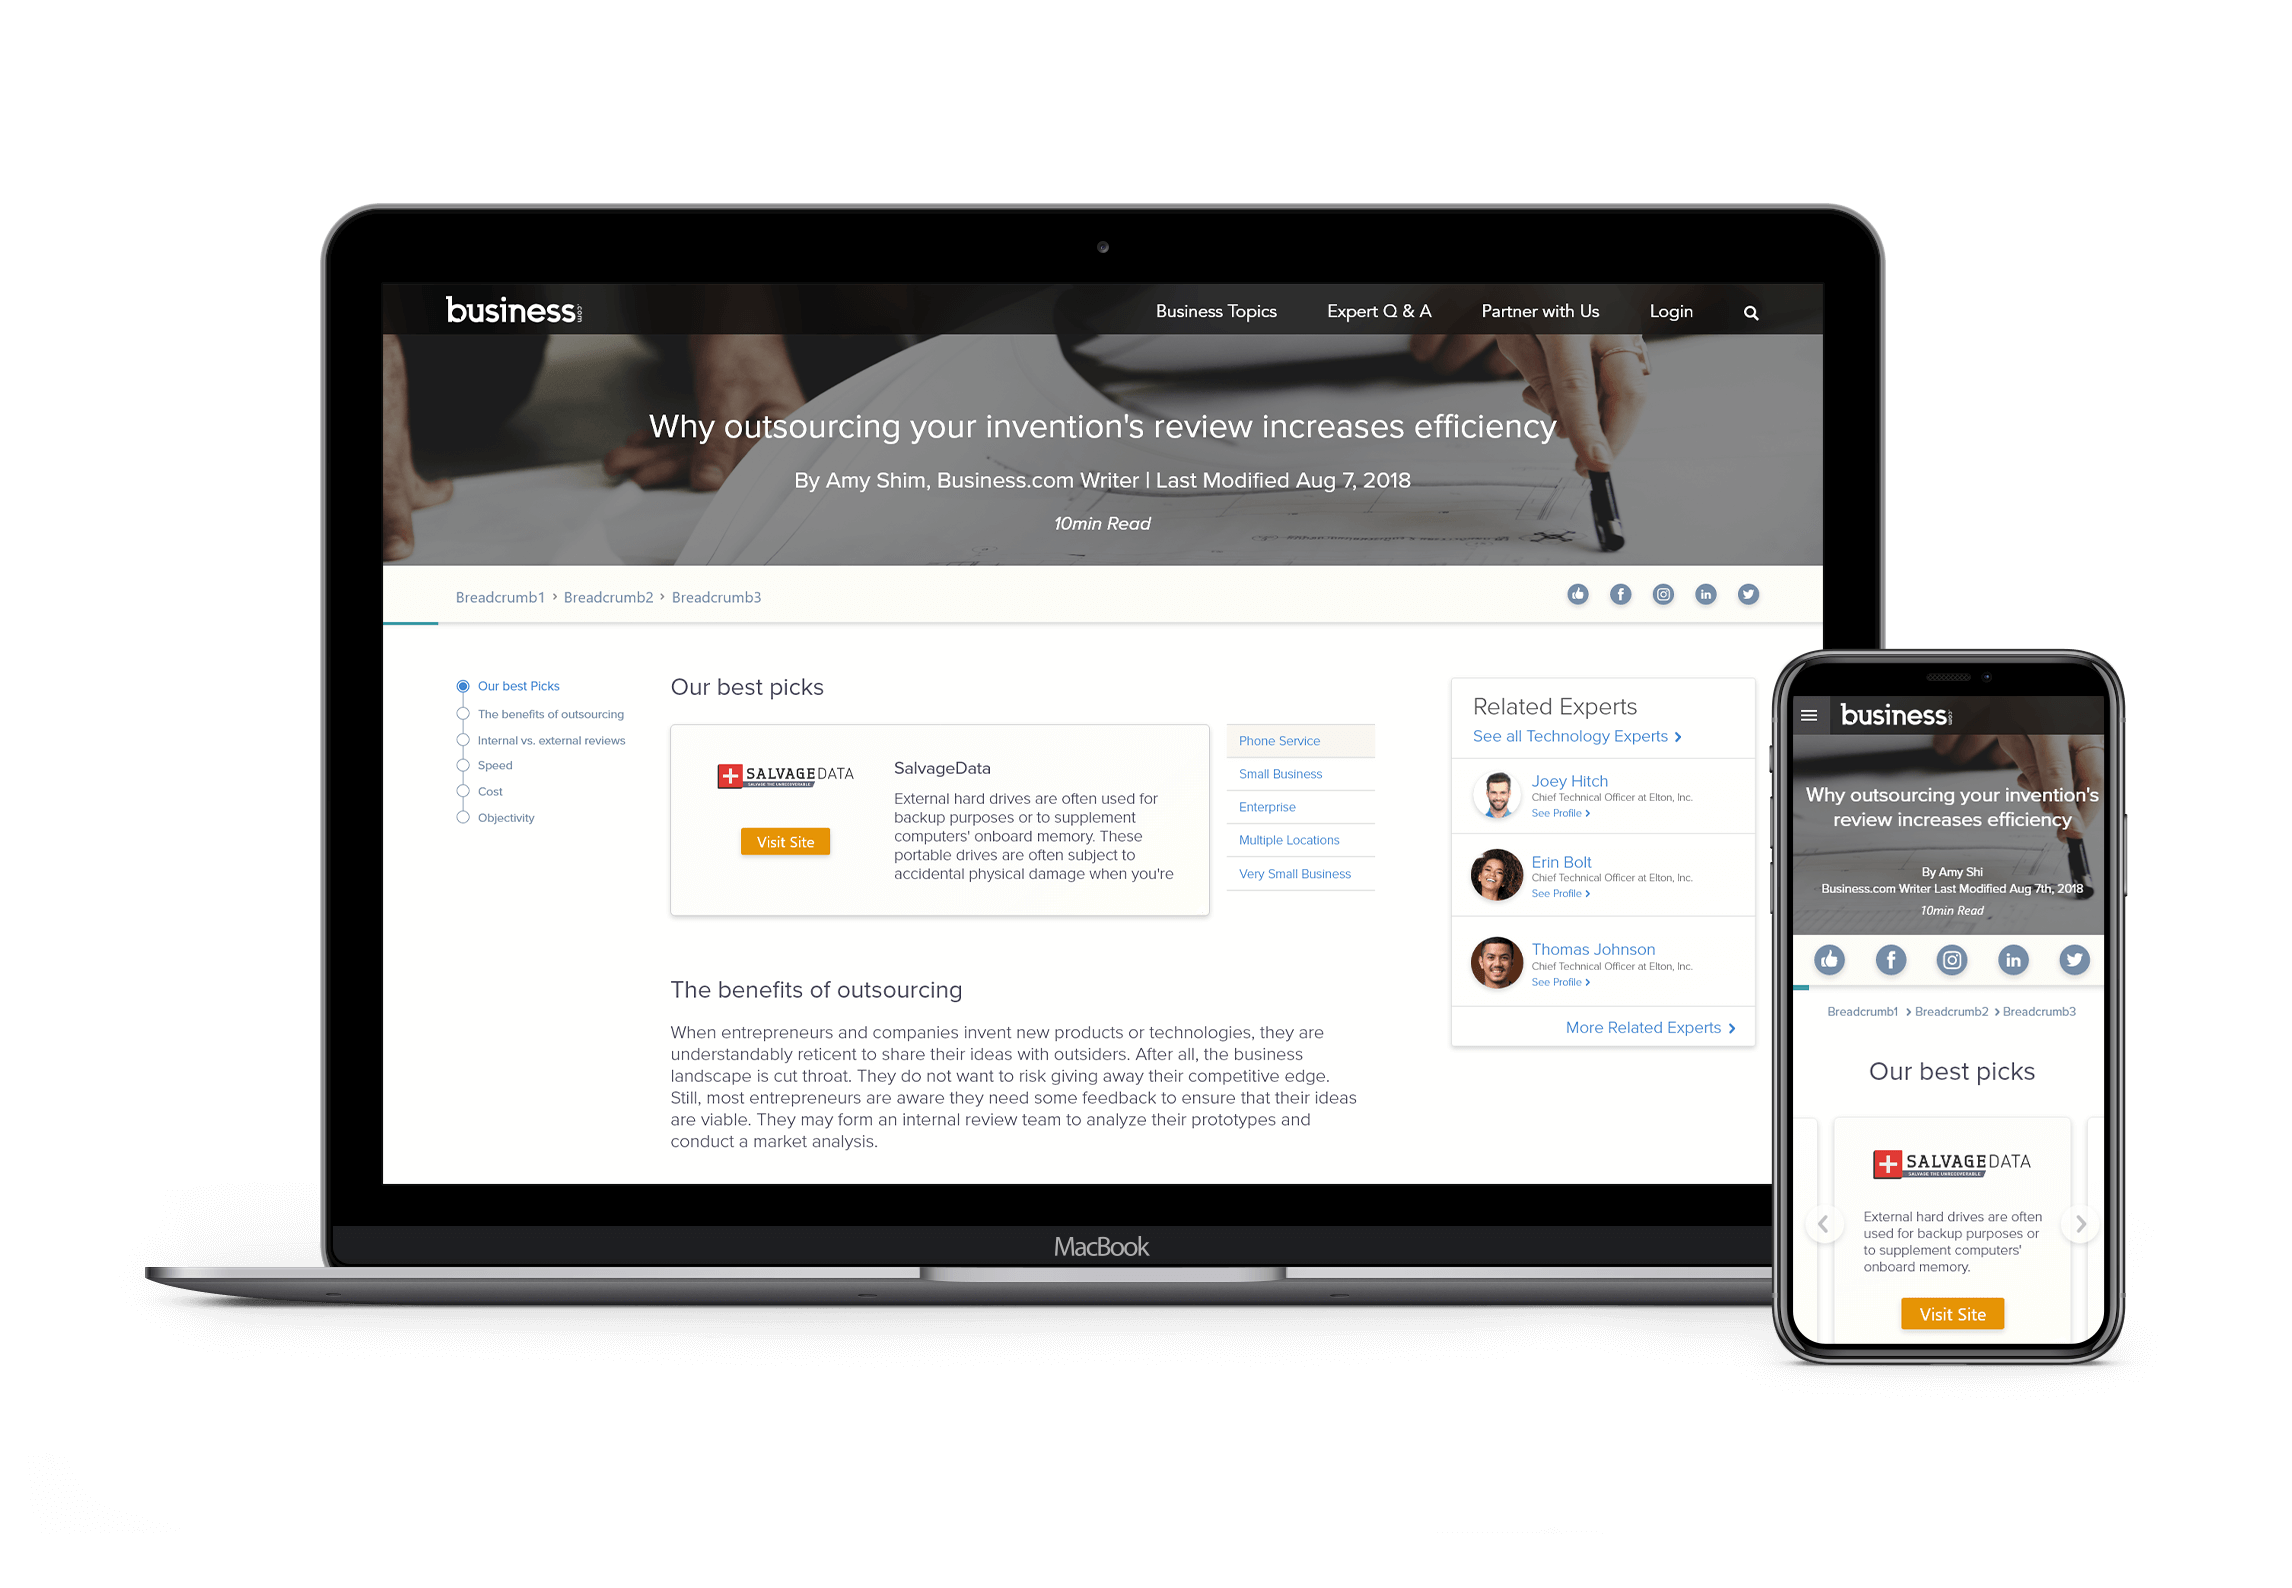 business.com
Business Topics
Expert Q & A
Partner with Us
Login
Why outsourcing your invention's review increases efficiency
By Amy Shim, Business.com Writer | Last Modified Aug 7, 2018
10min Read
Breadcrumb1 > Breadcrumb2 > Breadcrumb3
Our best Picks
The benefits of outsourcing
Internal vs. external reviews
Speed
Cost
Objectivity
Our best picks
SALVAGEDATA
SALVAGE THE UNRECOVERABLE
Visit Site
SalvageData
External hard drives are often used for
backup purposes or to supplement
computers' onboard memory. These
portable drives are often subject to
accidental physical damage when you're
Phone Service
Small Business
Enterprise
Multiple Locations
Very Small Business
The benefits of outsourcing
When entrepreneurs and companies invent new products or technologies, they are
understandably reticent to share their ideas with outsiders. After all, the business
landscape is cut throat. They do not want to risk giving away their competitive edge.
Still, most entrepreneurs are aware they need some feedback to ensure that their ideas
are viable. They may form an internal review team to analyze their prototypes and
conduct a market analysis.
Related Experts
See all Technology Experts >
Joey Hitch
Chief Technical Officer at Elton, Inc.
See Profile >
Erin Bolt
Chief Technical Officer at Elton, Inc.
See Profile >
Thomas Johnson
Chief Technical Officer at Elton, Inc.
See Profile >
More Related Experts >
MacBook
business.com
Why outsourcing your invention's
review increases efficiency
By Amy Shi
Business.com Writer Last Modified Aug 7th, 2018
10min Read
Breadcrumb1 > Breadcrumb2 > Breadcrumb3
Our best picks
SALVAGEDATA
SALVAGE THE UNRECOVERABLE
External hard drives are often
used for backup purposes or
to supplement computers'
onboard memory.
Visit Site